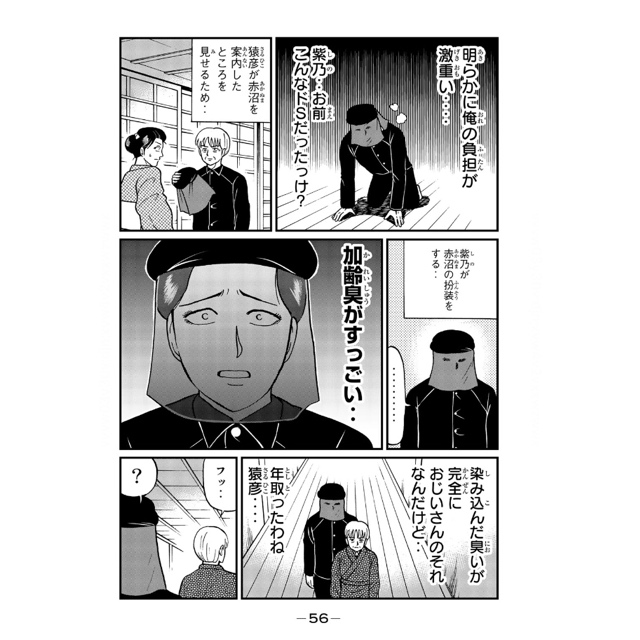 明らかに俺の負担が
激重い‥‥
紫乃‥お前
こんなドSだったっけ？
猿彦が赤沼を
案内した
ところを
見せるため‥
紫乃が
赤沼の扮装を
する‥
‥‥‥‥‥
加齢臭がすっごい‥
染み込んだ臭いが
完全に
おじいさんのそれ
なんだけど‥
年取ったわね
猿彦‥‥
フッ‥
？
—56—